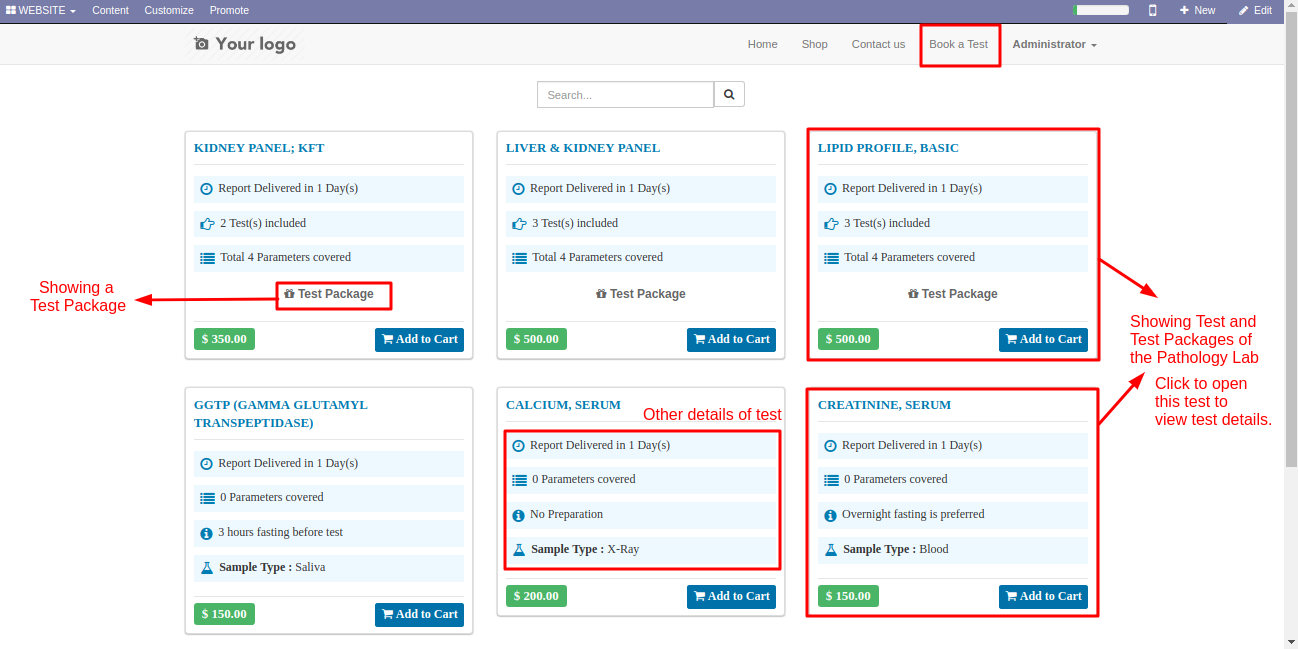 WEBSITE Content Customize Promote New Edit
Your logo Home Shop Contact us Book a Test Administrator
Search...
KIDNEY PANEL; KFT
Report Delivered in 1 Day(s)
2 Test(s) included
Total 4 Parameters covered
Test Package
$ 350.00 Add to Cart
LIVER & KIDNEY PANEL
Report Delivered in 1 Day(s)
3 Test(s) included
Total 4 Parameters covered
Test Package
$ 500.00 Add to Cart
LIPID PROFILE, BASIC
Report Delivered in 1 Day(s)
3 Test(s) included
Total 4 Parameters covered
Test Package
$ 500.00 Add to Cart
Showing a
Test Package
Showing Test and
Test Packages of
the Pathology Lab
Click to open
this test to
view test details.
GGTP (GAMMA GLUTAMYL
TRANSPEPTIDASE)
Report Delivered in 1 Day(s)
0 Parameters covered
3 hours fasting before test
Sample Type : Saliva
$ 150.00 Add to Cart
CALCIUM, SERUM
Other details of test
Report Delivered in 1 Day(s)
0 Parameters covered
No Preparation
Sample Type : X-Ray
$ 200.00 Add to Cart
CREATININE, SERUM
Report Delivered in 1 Day(s)
0 Parameters covered
Overnight fasting is preferred
Sample Type : Blood
$ 150.00 Add to Cart